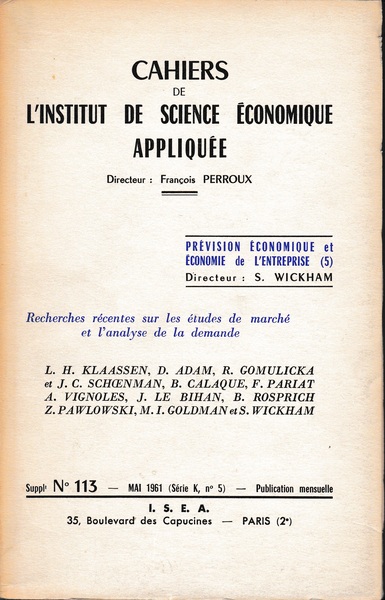 CAHIERS
DE
L'INSTITUT DE SCIENCE ÉCONOMIQUE
APPLIQUÉE
Directeur : François PERROUX
PRÉVISION ÉCONOMIQUE et
ÉCONOMIE de L'ENTREPRISE (5)
Directeur : S. WICKHAM
Recherches récentes sur les études de marché
et l'analyse de la demande
L. H. KLAASSEN, D. ADAM, R. GOMULICKA
et J. C. SCHŒNMAN, B. CALAQUE, F. PARIAT
A. VIGNOLES, J. LE BIHAN, B. ROSPRICH
Z. PAWLOWSKI, M. I. GOLDMAN et S. WICKHAM
Supplt N° 113 — MAI 1961 (Série K, n° 5) — Publication mensuelle
I. S. E. A.
35, Boulevard des Capucines — PARIS (2e)